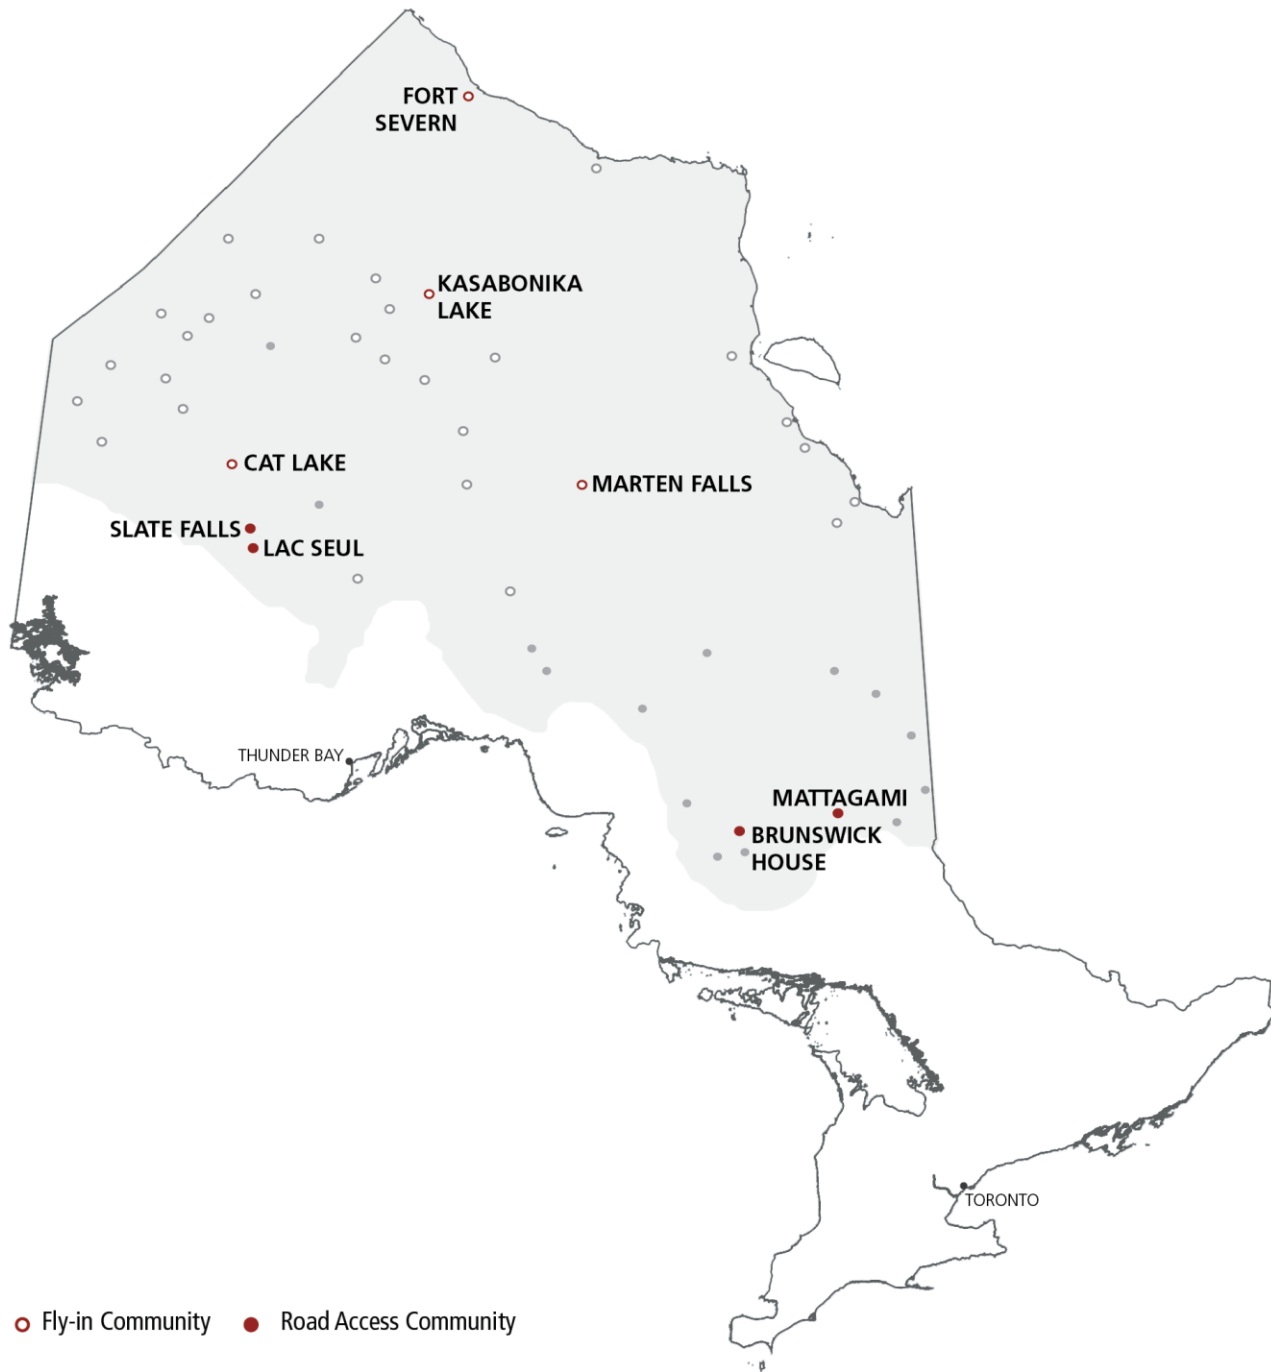 FORT
SEVERN
KASABONIKA
LAKE
CAT LAKE
MARTEN FALLS
SLATE FALLS
LAC SEUL
THUNDER BAY
MATTAGAMI
BRUNSWICK
HOUSE
TORONTO
Fly-in Community
Road Access Community